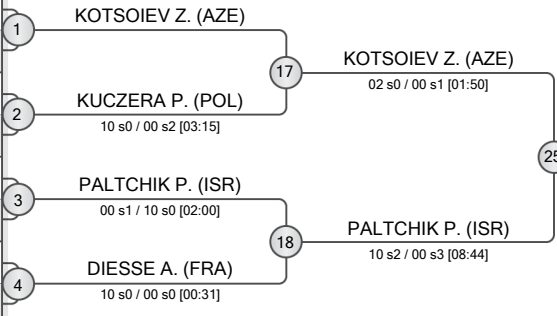 KOTSOIEV Z. (AZE)
1
17
KOTSOIEV Z. (AZE)
02 s0 / 00 s1 [01:50]
KUCZERA P. (POL)
2
10 s0 / 00 s2 [03:15]
25
PALTCHIK P. (ISR)
3
00 s1 / 10 s0 [02:00]
18
PALTCHIK P. (ISR)
10 s2 / 00 s3 [08:44]
DIESSE A. (FRA)
4
10 s0 / 00 s0 [00:31]